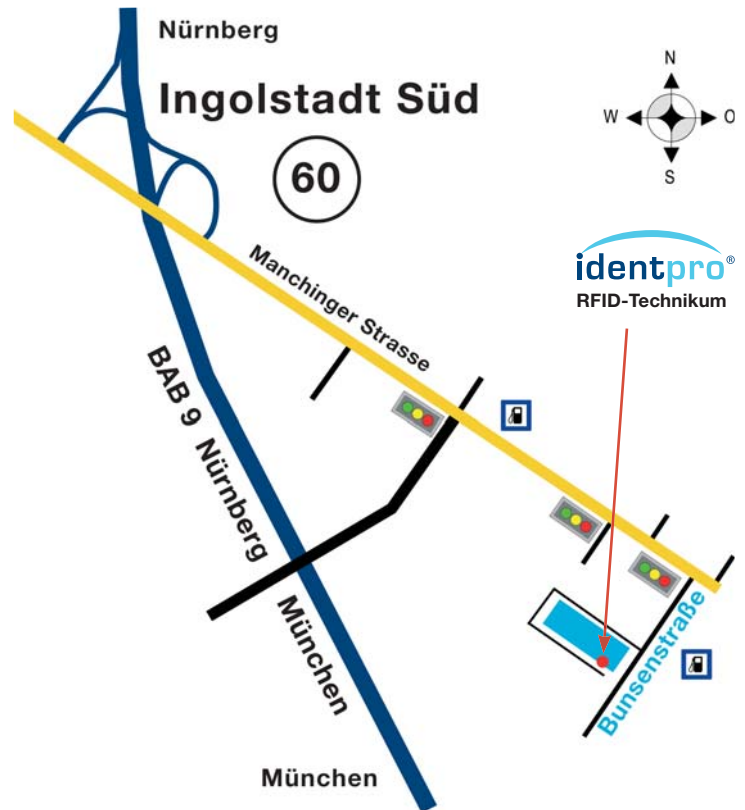 Nürnberg
Ingolstadt Süd
60
N
W
O
S
identpro®
RFID-Technikum
Manchinger Strasse
BAB 9 Nürnberg
München
Bunsenstraße
München